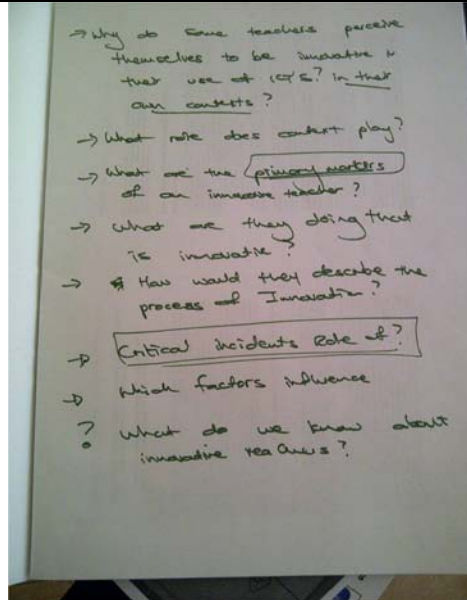 → Why do some teachers perceive
themselves to be innovative in
their use of ICT'S? in their
own contexts?
→ What role does context play?
→ What are the primary markers
of an innovative teacher?
→ What are they doing that
is innovative?
→ How would they describe the
process of Innovation?
→ Critical incidents Role of?
→ Which factors influence
? What do we know about
innovative teachers?